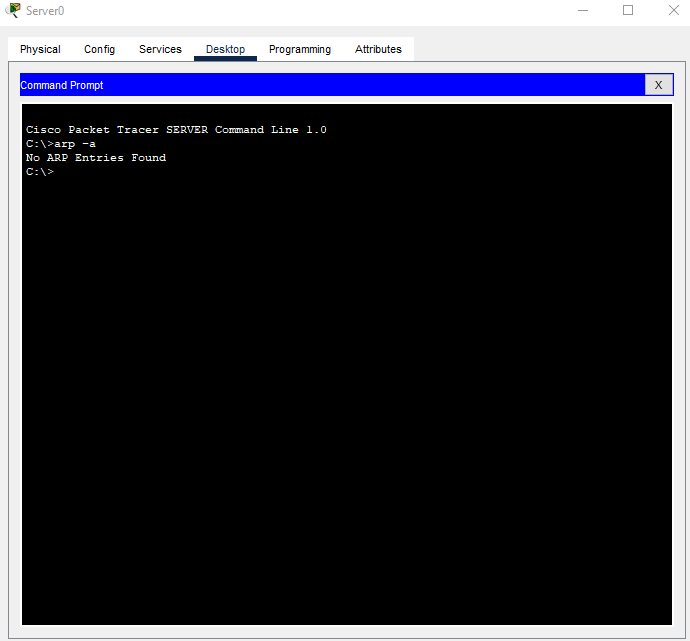 Server0
Physical Config Services Desktop Programming Attributes
Command Prompt X
Cisco Packet Tracer SERVER Command Line 1.0
C:\>arp -a
No ARP Entries Found
C:\>